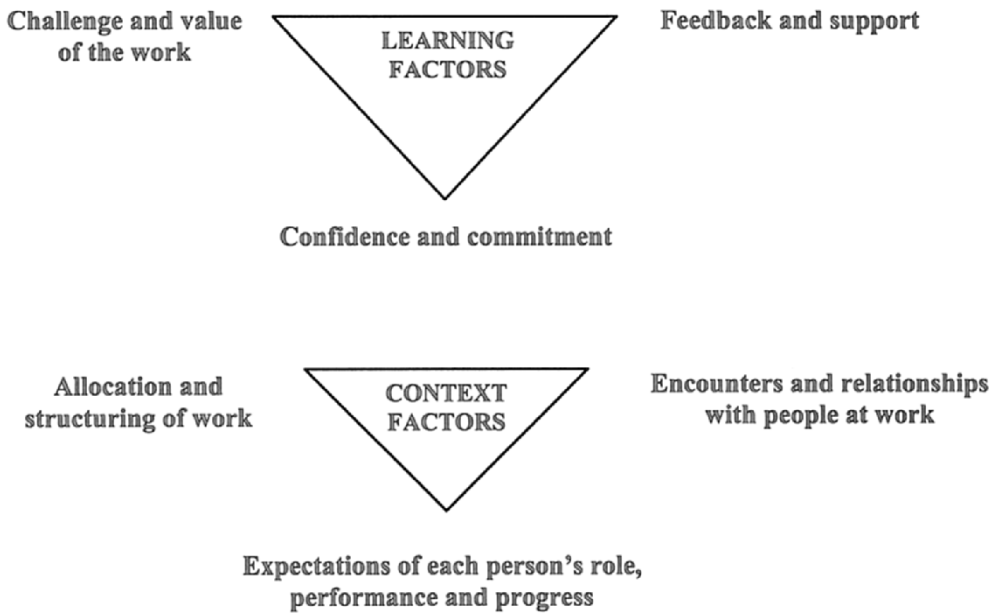 Challenge and value
of the work
LEARNING
FACTORS
Feedback and support
Confidence and commitment
Allocation and
structuring of work
CONTEXT
FACTORS
Encounters and relationships
with people at work
Expectations of each person's role,
performance and progress